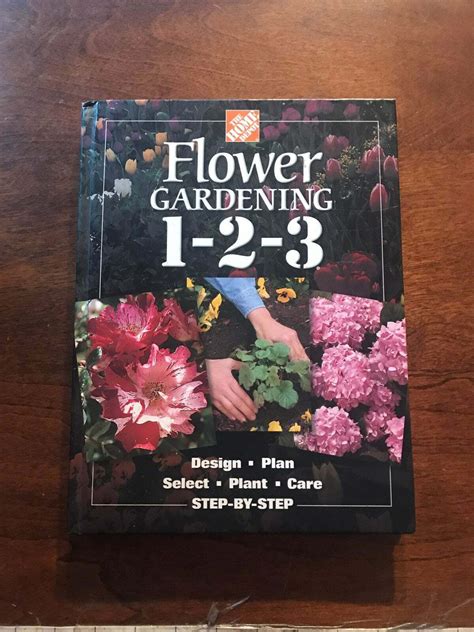 THE
HOME
DEPOT
Flower
GARDENING
1-2-3
Design ▪ Plan
Select ▪ Plant ▪ Care
STEP-BY-STEP